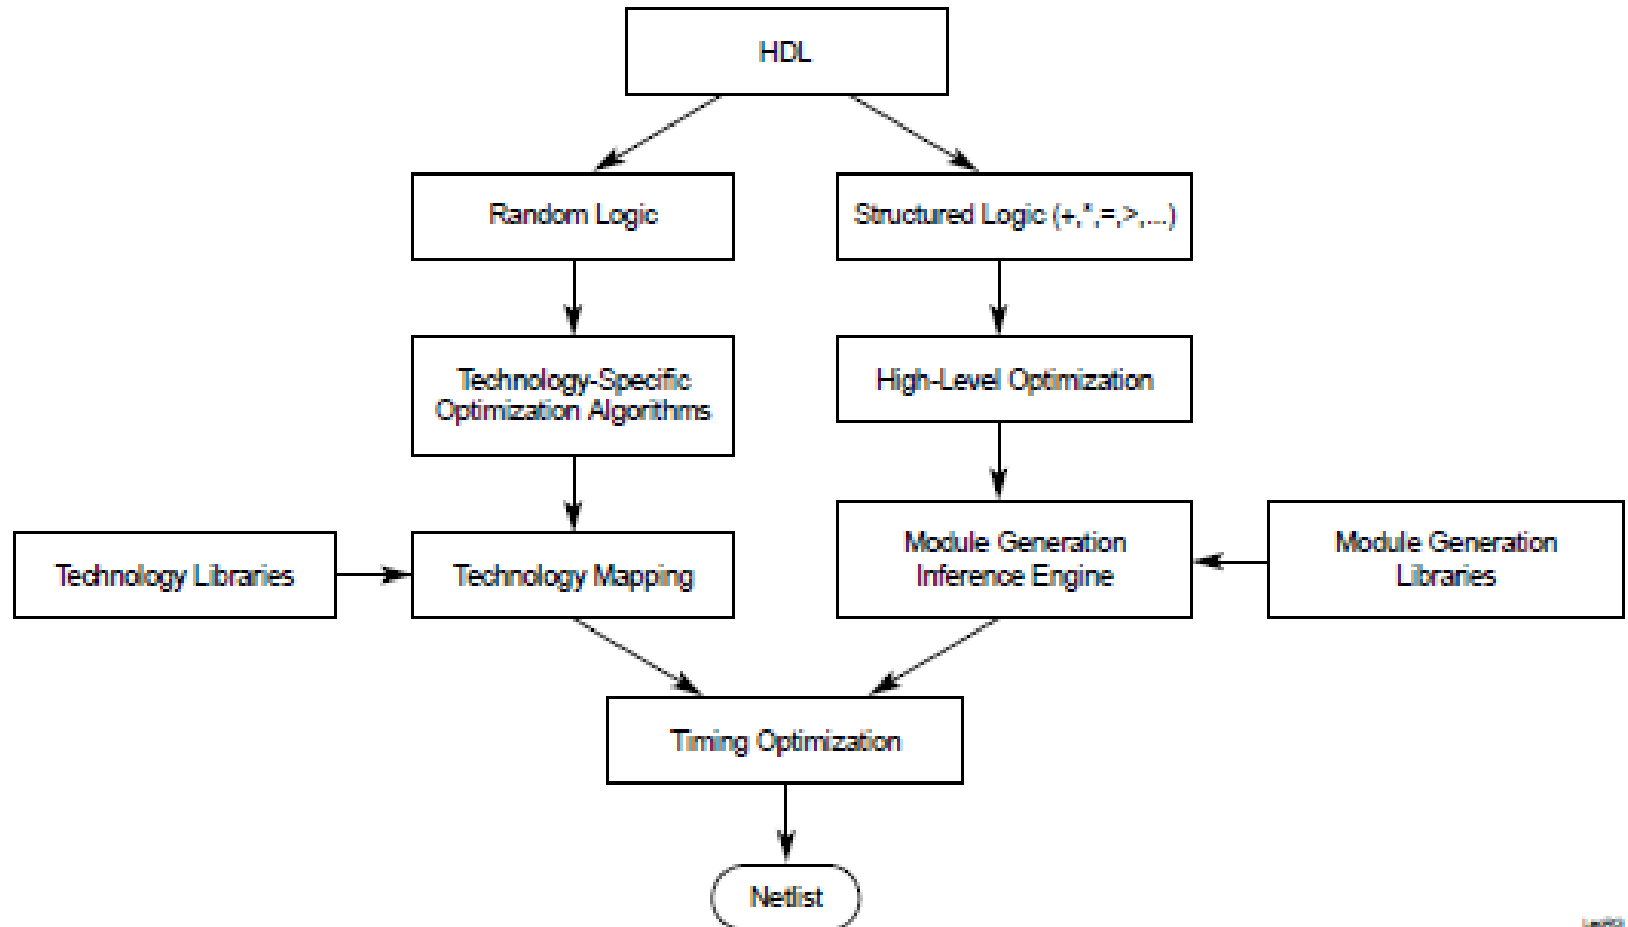 HDL
Random Logic
Structured Logic (+,*,=,>,...)
Technology-Specific
Optimization Algorithms
High-Level Optimization
Technology Libraries
Technology Mapping
Module Generation
Inference Engine
Module Generation
Libraries
Timing Optimization
Netlist